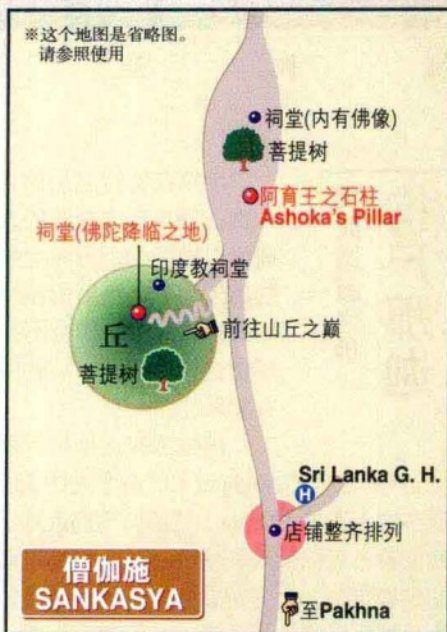 ※这个地图是省略图。
请参照使用
祠堂(内有佛像)
菩提树
阿育王之石柱
Ashoka's Pillar
祠堂(佛陀降临之地)
印度教祠堂
丘
前往山丘之巅
菩提树
Sri Lanka G. H.
H
店铺整齐排列
僧伽施
SANKASYA
至Pakhna